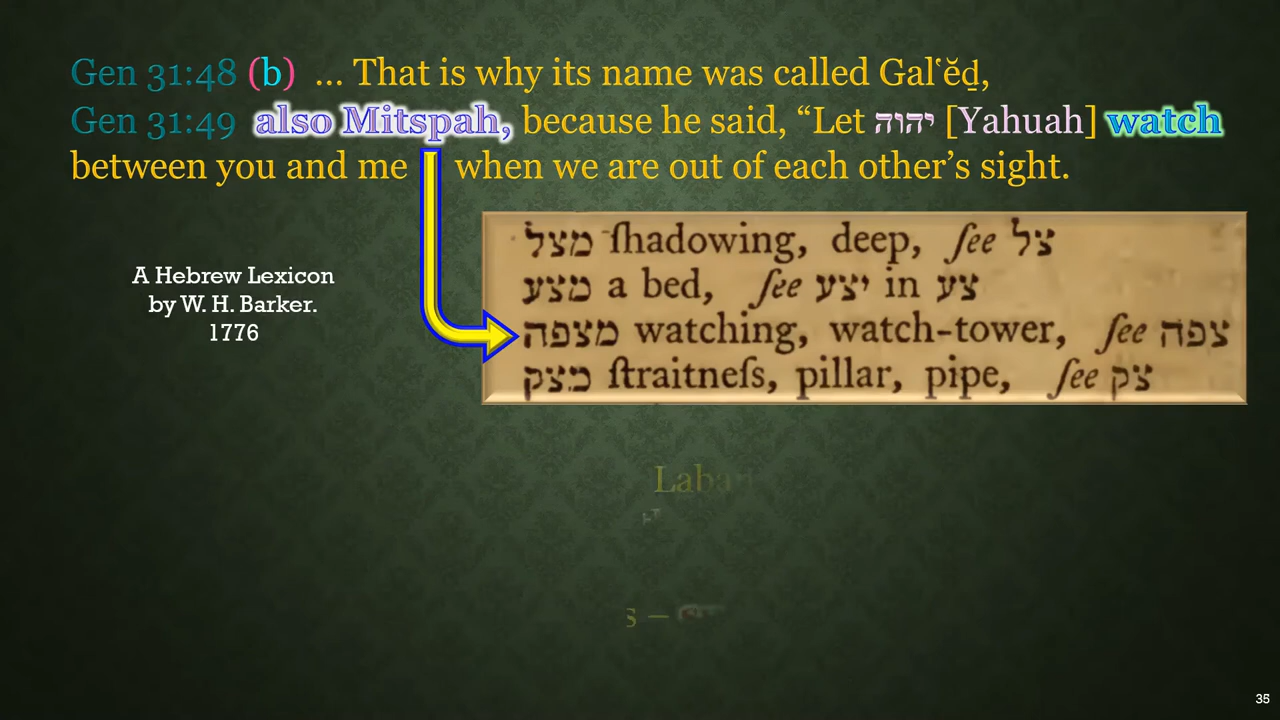 Gen 31:48 (b) ... That is why its name was called Gal‛ĕḏ,
Gen 31:49 also Mitspah, because he said, “Let יהוה [Yahuah] watch
between you and me when we are out of each other’s sight.
A Hebrew Lexicon
by W. H. Barker.
1776
מצל ſhadowing, deep, ſee צל
מצע a bed, ſee יצע in צע
מצפה watching, watch-tower, ſee צפה
מצק ſtraitneſs, pillar, pipe, ſee צק
Laban
s –
35